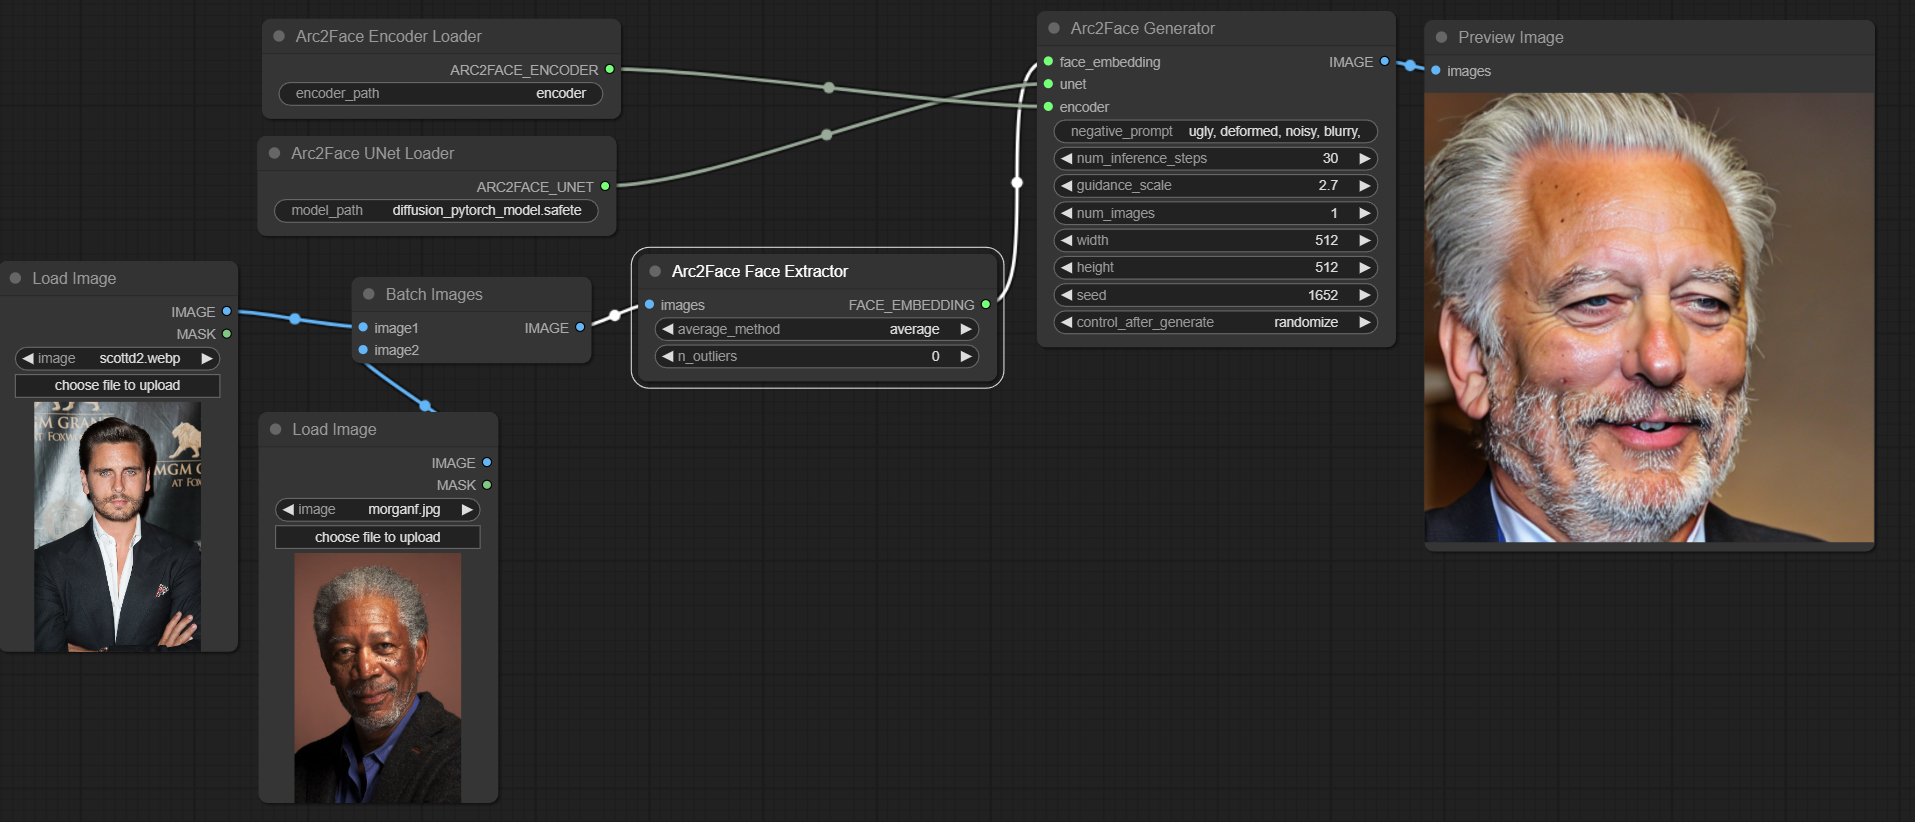 Arc2Face Encoder Loader
ARC2FACE_ENCODER
encoder_path encoder
Arc2Face UNet Loader
ARC2FACE_UNET
model_path diffusion_pytorch_model.safete
Load Image
IMAGE
MASK
image scottd2.webp
choose file to upload
M GRAN
AT FOXW
MGM G
AT FOX
Batch Images
image1 IMAGE
image2
Load Image
IMAGE
MASK
image morganf.jpg
choose file to upload
Arc2Face Face Extractor
images FACE_EMBEDDING
average_method average
n_outliers 0
Arc2Face Generator
face_embedding IMAGE
unet
encoder
negative_prompt ugly, deformed, noisy, blurry,
num_inference_steps 30
guidance_scale 2.7
num_images 1
width 512
height 512
seed 1652
control_after_generate randomize
Preview Image
images